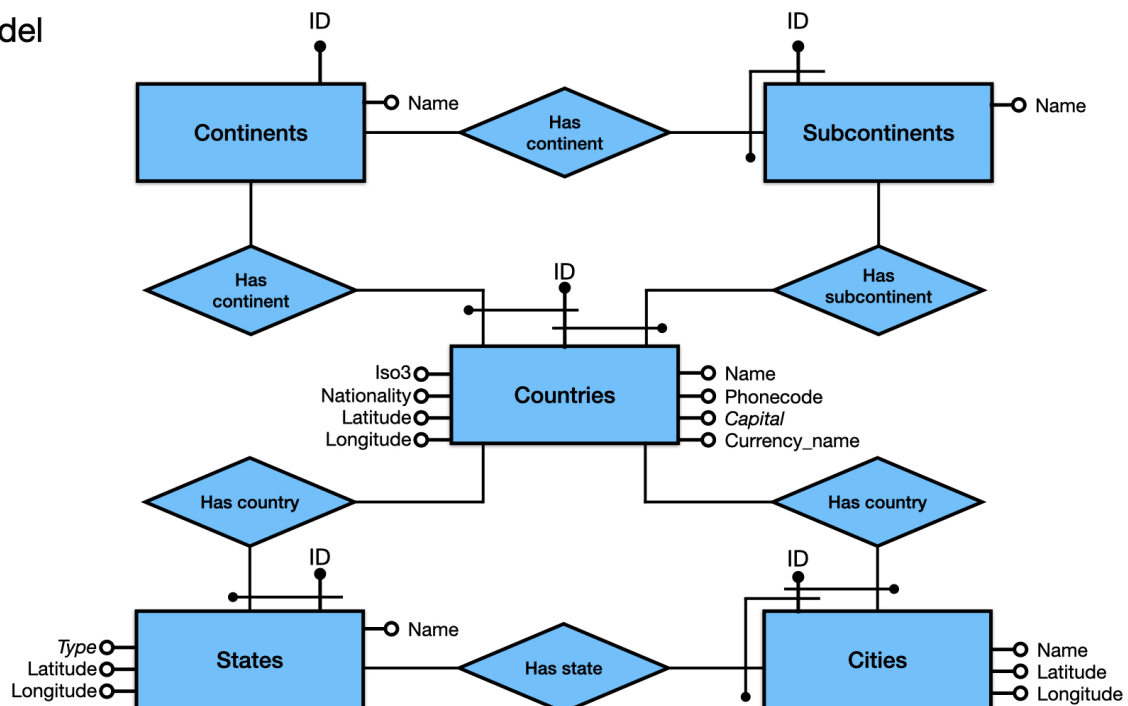 del
ID
ID
Name
Name
Continents
Has
continent
Subcontinents
Has
continent
ID
Has
subcontinent
Iso3
Nationality
Latitude
Longitude
Countries
Name
Phonecode
Capital
Currency_name
Has country
Has country
ID
ID
Type
Latitude
Longitude
States
Name
Has state
Cities
Name
Latitude
Longitude